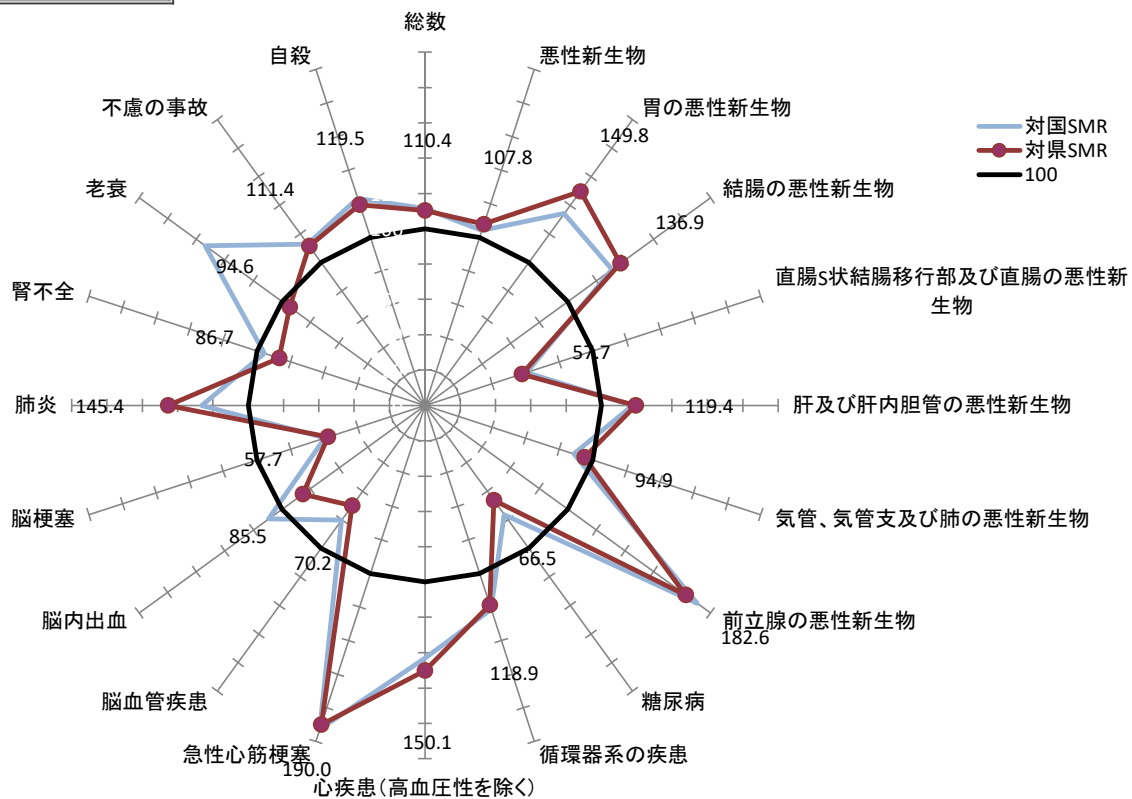 総数
悪性新生物
胃の悪性新生物
結腸の悪性新生物
直腸S状結腸移行部及び直腸の悪性新
生物
肝及び肝内胆管の悪性新生物
気管、気管支及び肺の悪性新生物
前立腺の悪性新生物
糖尿病
循環器系の疾患
心疾患(高血圧性を除く)
急性心筋梗塞
脳血管疾患
脳内出血
脳梗塞
肺炎
腎不全
老衰
不慮の事故
自殺
110.4
107.8
149.8
136.9
57.7
119.4
94.9
182.6
66.5
118.9
150.1
190.0
70.2
85.5
57.7
145.4
86.7
94.6
111.4
119.5
対国SMR
対県SMR
100